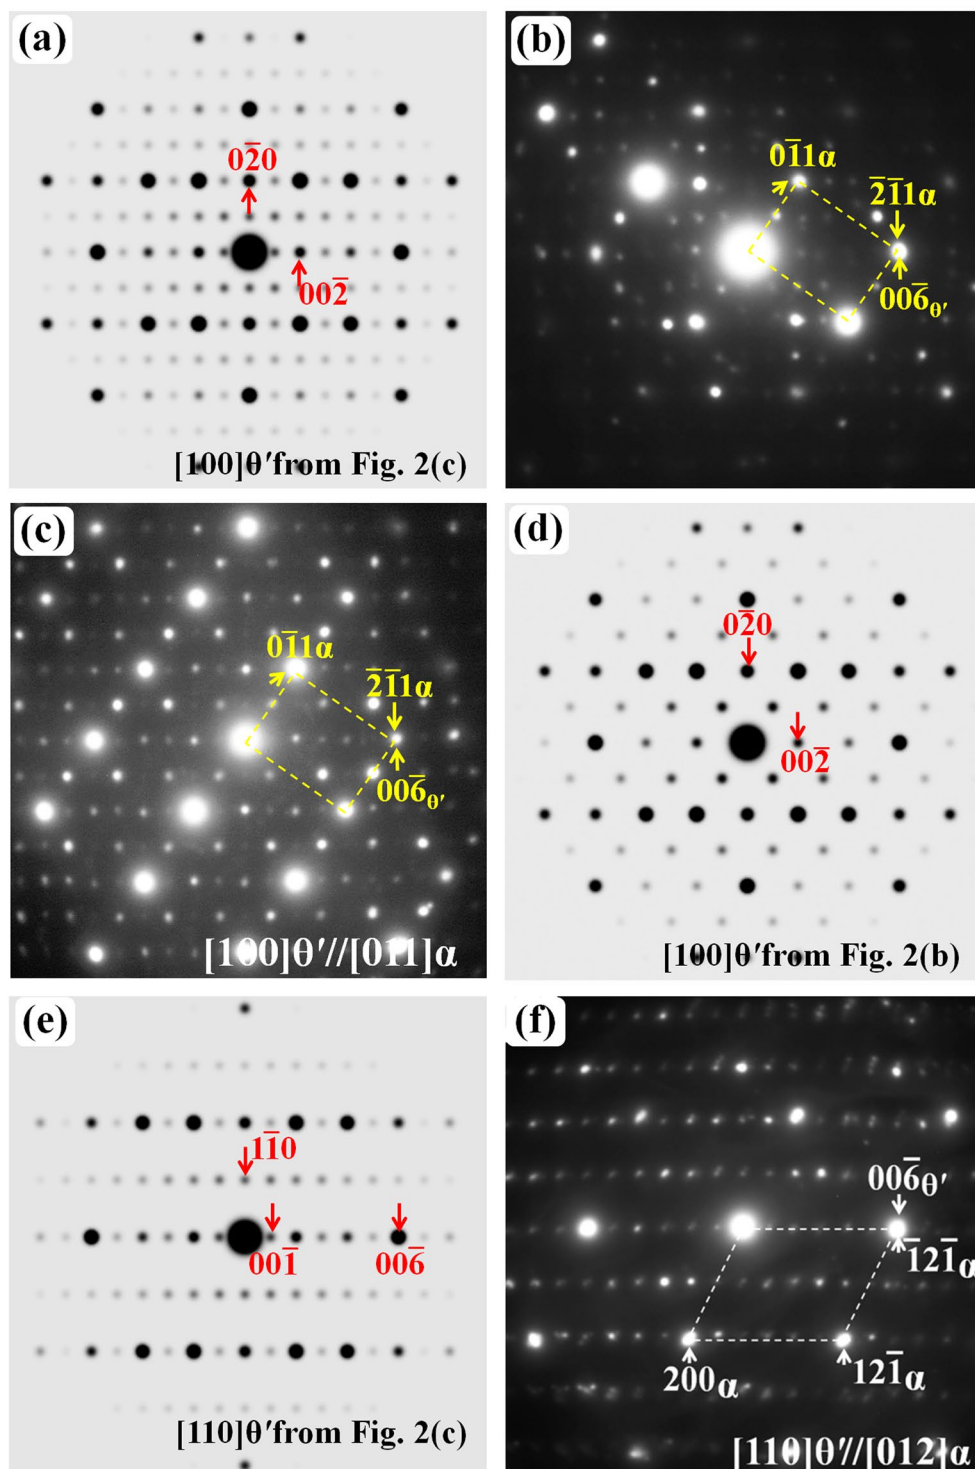 (a)
02̅0
002̅
[100]θ′from Fig. 2(c)
(b)
01̅1α
2̅1̅1α
006̅θ′
(c)
01̅1α
2̅1̅1α
006̅θ′
[100]θ′//[011]α
(d)
02̅0
002̅
[100]θ′from Fig. 2(b)
(e)
11̅0
001̅
006̅
[110]θ′from Fig. 2(c)
(f)
006̅θ′
1̅21̅α
200α
121̅α
[110]θ′//[012]α